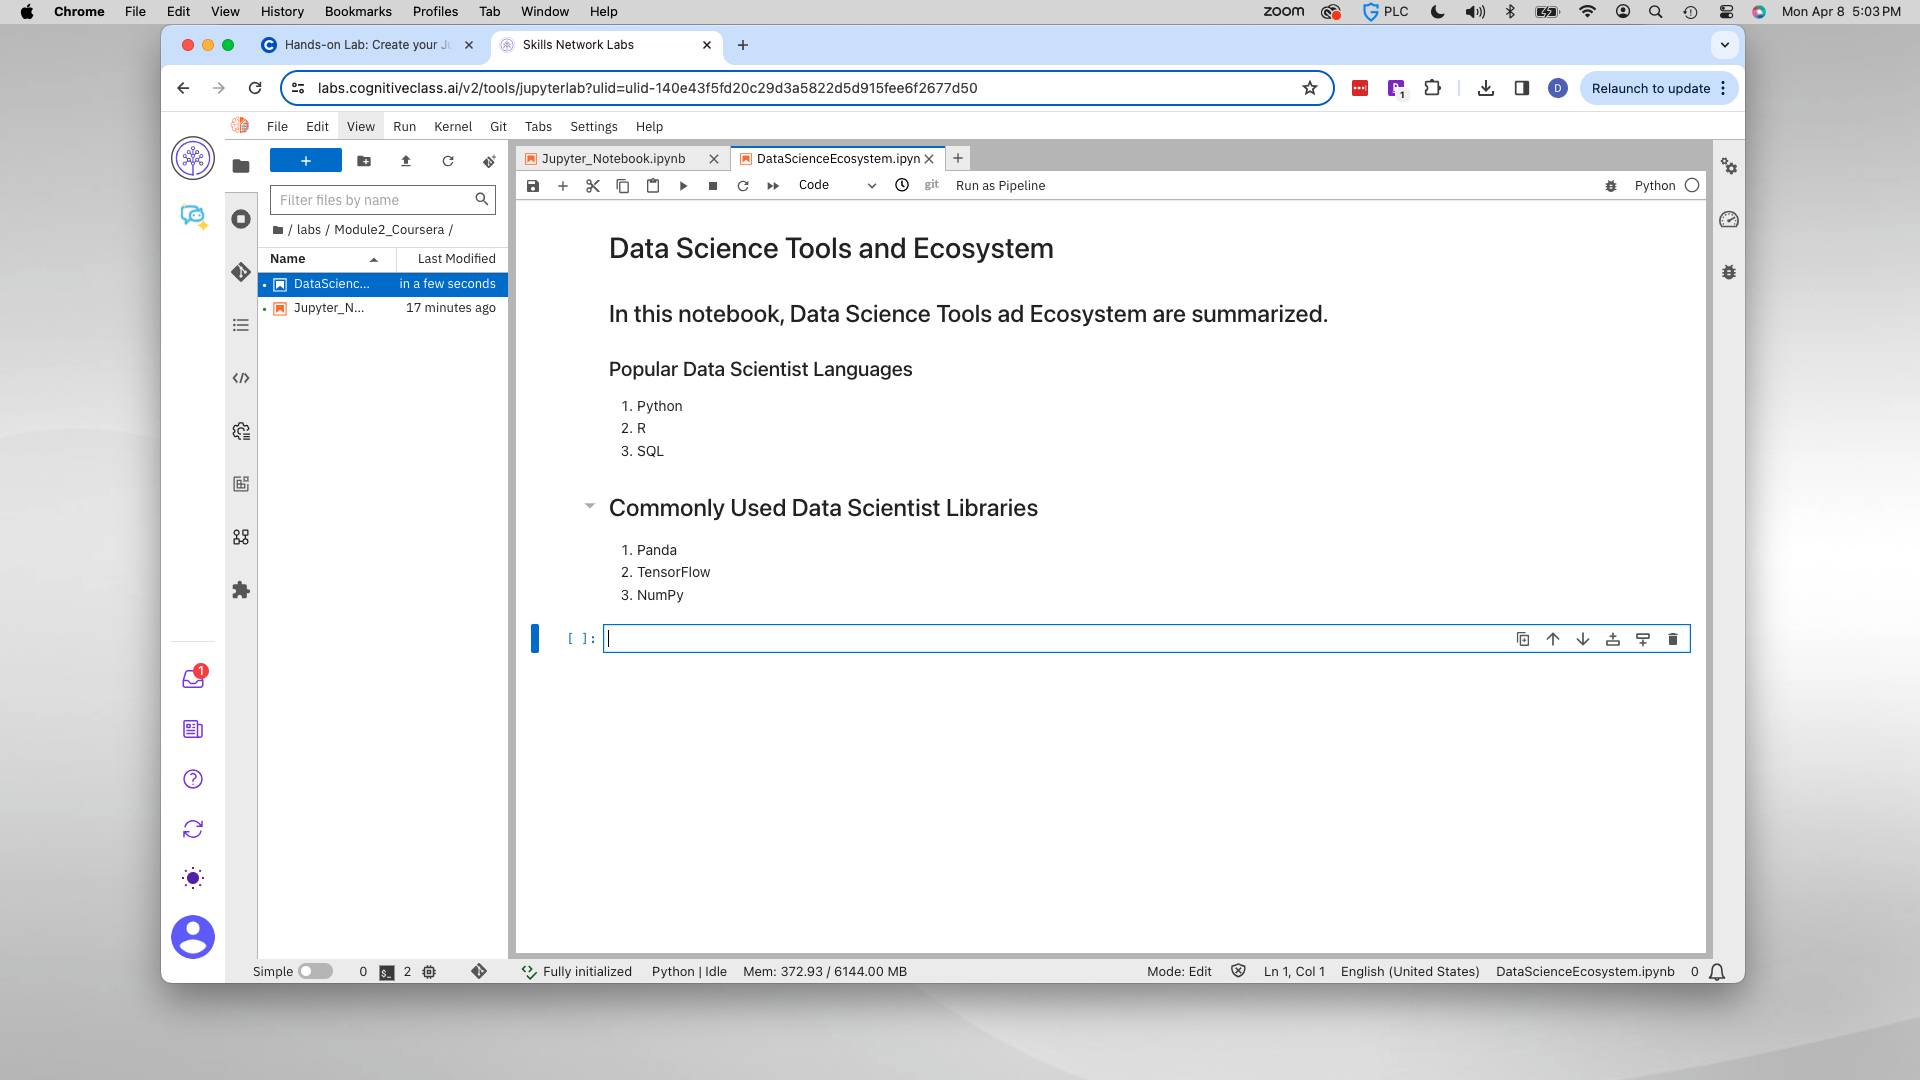 Chrome File Edit View History Bookmarks Profiles Tab Window Help zoom PLC Mon Apr 8 5:03 PM
Hands-on Lab: Create your Ju Skills Network Labs
labs.cognitiveclass.ai/v2/tools/jupyterlab?ulid=ulid-140e43f5fd20c29d3a5822d5d915fee6f2677d50 1 D Relaunch to update
File Edit View Run Kernel Git Tabs Settings Help
+ Jupyter_Notebook.ipynb DataScienceEcosystem.ipyn
Code git Run as Pipeline Python
Filter files by name
/ labs / Module2_Coursera /
Name Last Modified
DataScienc... in a few seconds
Jupyter_N... 17 minutes ago
Data Science Tools and Ecosystem
In this notebook, Data Science Tools ad Ecosystem are summarized.
Popular Data Scientist Languages
1. Python
2. R
3. SQL
Commonly Used Data Scientist Libraries
1. Panda
2. TensorFlow
3. NumPy
[ ]:
1
Simple 0 $_ 2 Fully initialized Python | Idle Mem: 372.93 / 6144.00 MB Mode: Edit Ln 1, Col 1 English (United States) DataScienceEcosystem.ipynb 0